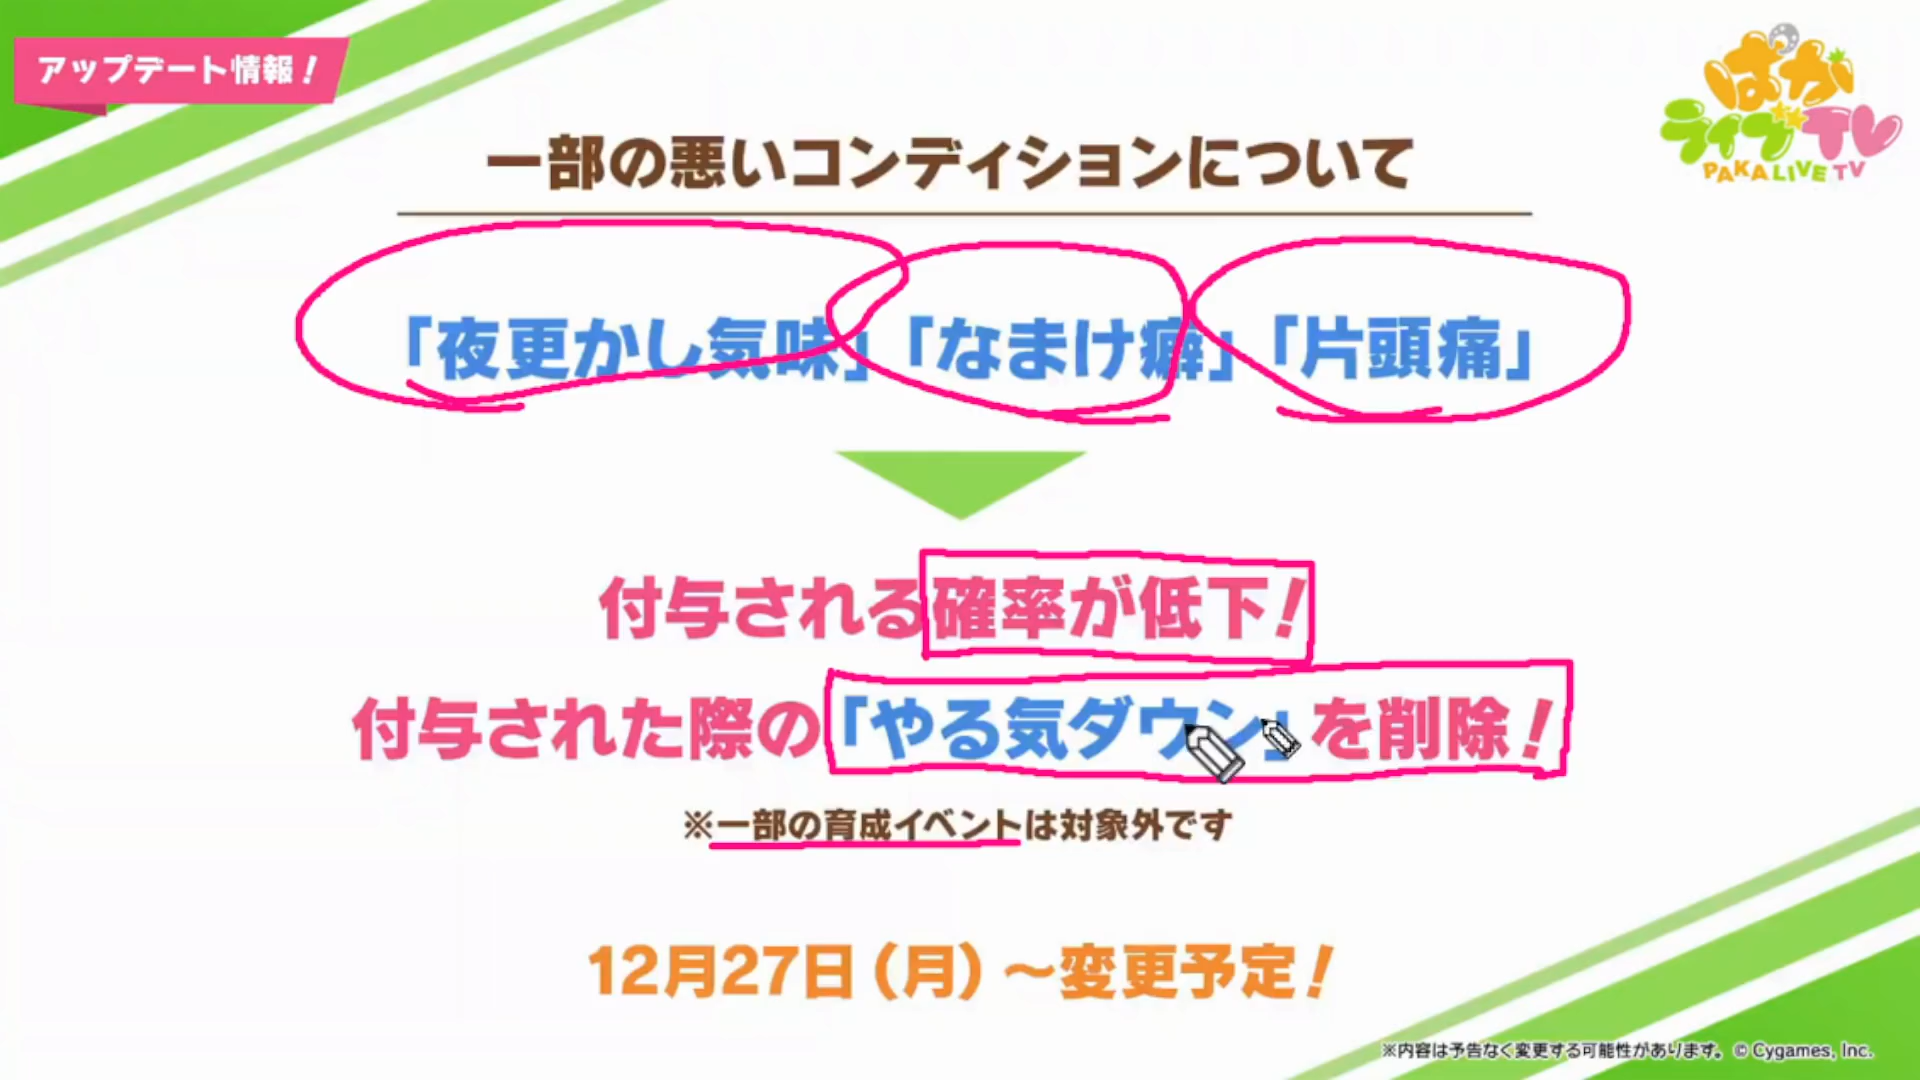 アップデート情報！
ぱかライブTV
PAKA LIVE TV
一部の悪いコンディションについて
「夜更かし気味」「なまけ癖」「片頭痛」
付与される確率が低下！
付与された際の「やる気ダウン」を削除！
※一部の育成イベントは対象外です
12月27日（月）～変更予定！
※内容は予告なく変更する可能性があります。© Cygames, Inc.